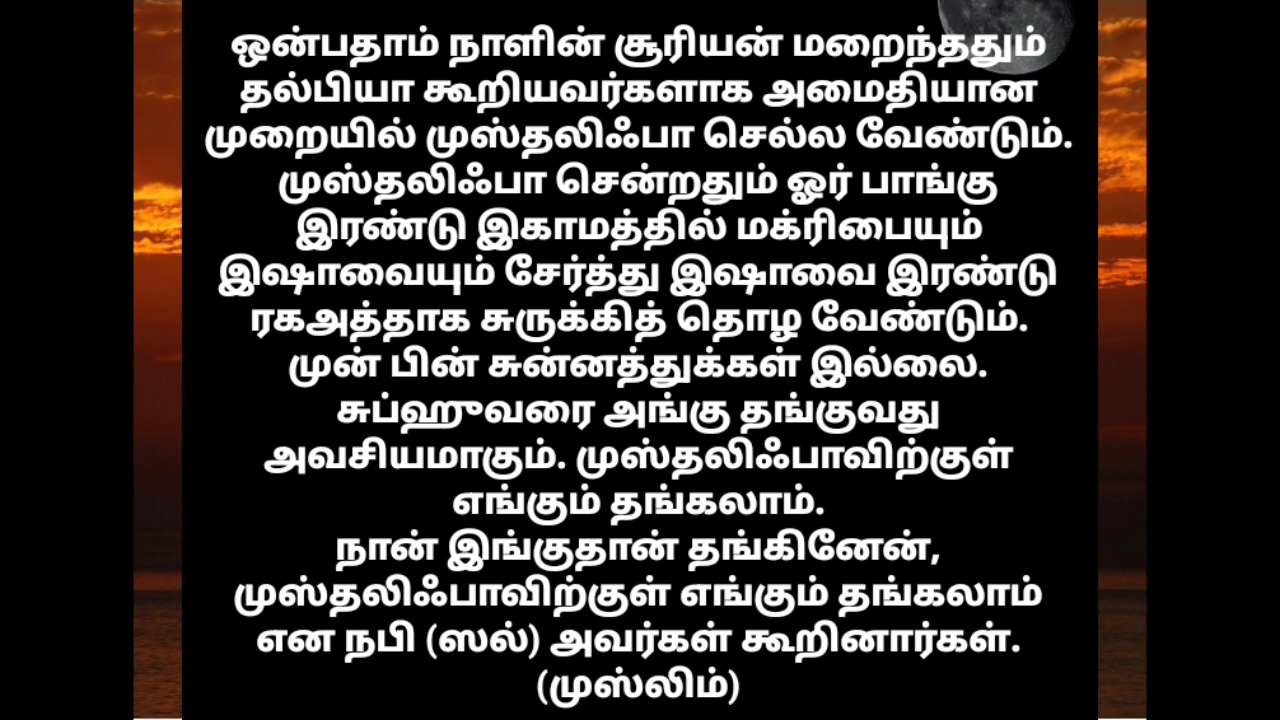 ஒன்பதாம் நாளின் சூரியன் மறைந்ததும்
தல்பியா கூறியவர்களாக அமைதியான
முறையில் முஸ்தலிஃபா செல்ல வேண்டும்.
முஸ்தலிஃபா சென்றதும் ஓர் பாங்கு
இரண்டு இகாமத்தில் மக்ரிபையும்
இஷாவையும் சேர்த்து இஷாவை இரண்டு
ரகஅத்தாக சுருக்கித் தொழ வேண்டும்.
முன் பின் சுன்னத்துக்கள் இல்லை.
சுப்ஹுவரை அங்கு தங்குவது
அவசியமாகும். முஸ்தலிஃபாவிற்குள்
எங்கும் தங்கலாம்.
நான் இங்குதான் தங்கினேன்,
முஸ்தலிஃபாவிற்குள் எங்கும் தங்கலாம்
என நபி (ஸல்) அவர்கள் கூறினார்கள்.
(முஸ்லிம்)